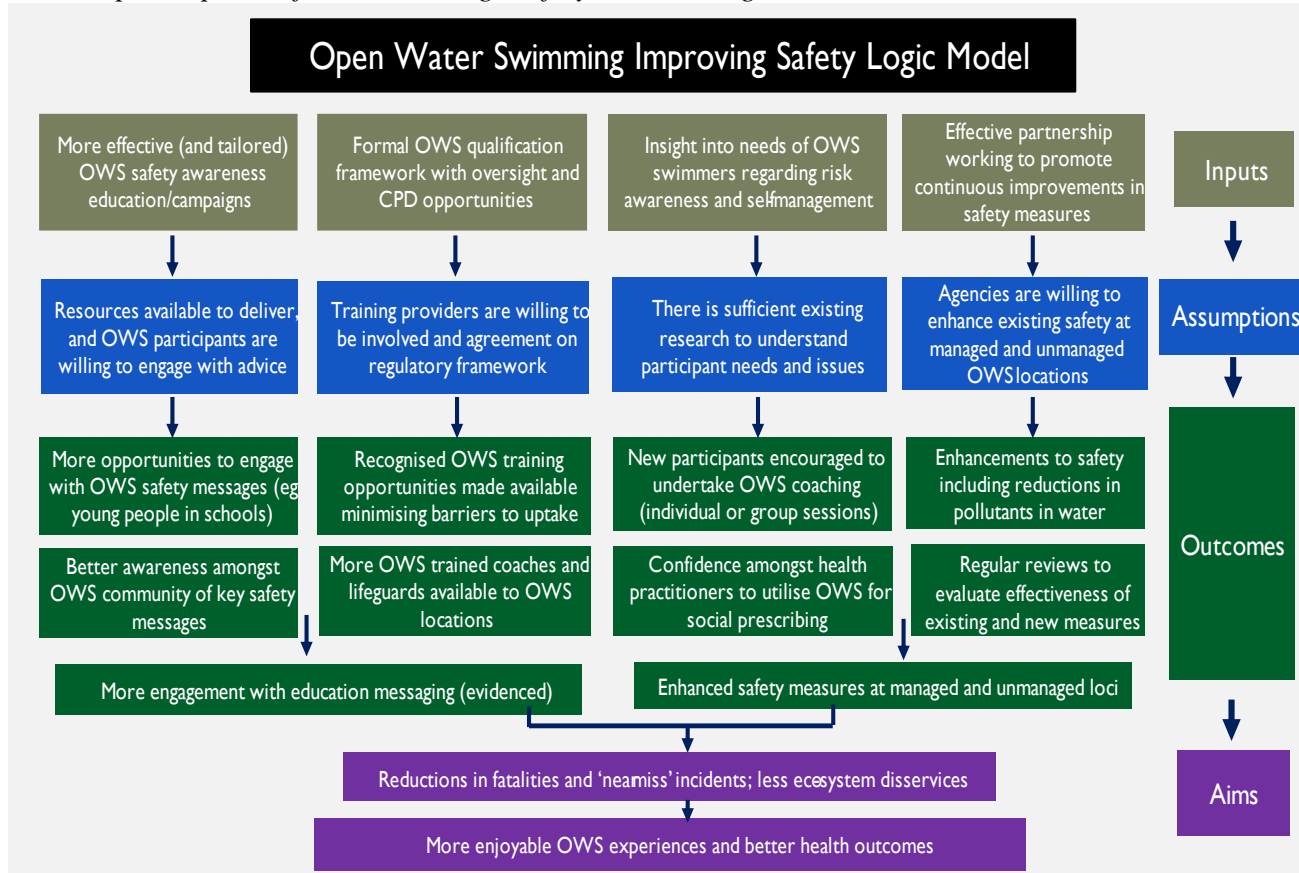 Open Water Swimming Improving Safety Logic Model
More effective (and tailored)
OWS safety awareness
education/campaigns
Formal OWS qualification
framework with oversight and
CPD opportunities
Insight into needs of OWS
swimmers regarding risk
awareness and self-management
Effective partnership
working to promote
continuous improvements in
safety measures
Inputs
Resources available to deliver,
and OWS participants are
willing to engage with advice
Training providers are willing to
be involved and agreement on
regulatory framework
There is sufficient existing
research to understand
participant needs and issues
Agencies are willing to
enhance existing safety at
managed and unmanaged
OWS locations
Assumptions
More opportunities to engage
with OWS safety messages (eg
young people in schools)
Recognised OWS training
opportunities made available
minimising barriers to uptake
New participants encouraged to
undertake OWS coaching
(individual or group sessions)
Enhancements to safety
including reductions in
pollutants in water
Better awareness amongst
OWS community of key safety
messages
More OWS trained coaches and
lifeguards available to OWS
locations
Confidence amongst health
practitioners to utilise OWS for
social prescribing
Regular reviews to
evaluate effectiveness of
existing and new measures
Outcomes
More engagement with education messaging (evidenced)
Enhanced safety measures at managed and unmanaged loci
Reductions in fatalities and 'near-miss' incidents; less eco-system disservices
More enjoyable OWS experiences and better health outcomes
Aims